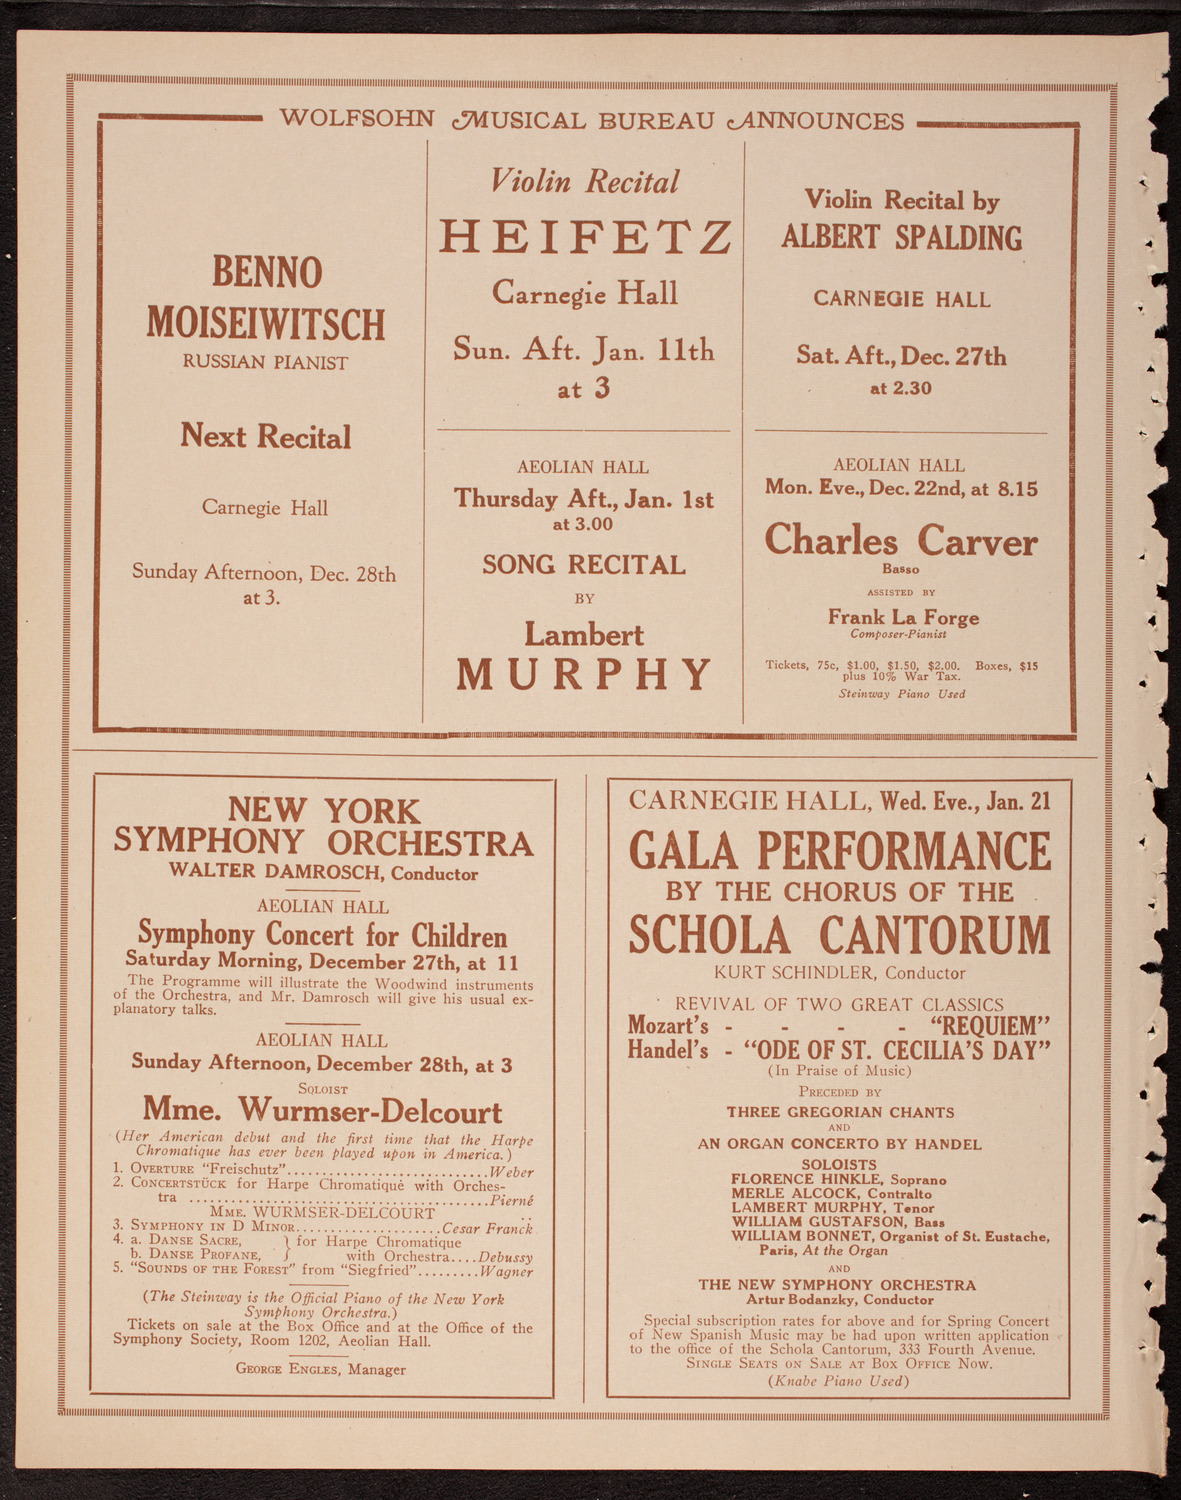 WOLFSOHN MUSICAL BUREAU ANNOUNCES
BENNO
MOISEIWITSCH
RUSSIAN PIANIST
Next Recital
Carnegie Hall
Sunday Afternoon, Dec. 28th
at 3.
Violin Recital
HEIFETZ
Carnegie Hall
Sun. Aft. Jan. 11th
at 3
AEOLIAN HALL
Thursday Aft., Jan. 1st
at 3.00
SONG RECITAL
BY
Lambert
MURPHY
Violin Recital by
ALBERT SPALDING
CARNEGIE HALL
Sat. Aft., Dec. 27th
at 2.30
AEOLIAN HALL
Mon. Eve., Dec. 22nd, at 8.15
Charles Carver
Basso
ASSISTED BY
Frank La Forge
Composer-Pianist
Tickets, 75c, $1.00, $1.50, $2.00. Boxes, $15
plus 10% War Tax.
Steinway Piano Used
NEW YORK
SYMPHONY ORCHESTRA
WALTER DAMROSCH, Conductor
AEOLIAN HALL
Symphony Concert for Children
Saturday Morning, December 27th, at 11
The Programme will illustrate the Woodwind instruments
of the Orchestra, and Mr. Damrosch will give his usual ex-
planatory talks.
AEOLIAN HALL
Sunday Afternoon, December 28th, at 3
SOLOIST
Mme. Wurmser-Delcourt
(Her American debut and the first time that the Harpe
Chromatique has ever been played upon in America.)
1. OVERTURE "Freischutz"...........................Weber
2. CONCERTSTÜCK for Harpe Chromatiqué with Orches-
tra ........................................Pierné
MME. WURMSER-DELCOURT
3. SYMPHONY IN D MINOR....................Cesar Franck
4. a. DANSE SACRE, } for Harpe Chromatique
b. DANSE PROFANE, } with Orchestra....Debussy
5. "SOUNDS OF THE FOREST" from "Siegfried".........Wagner
(The Steinway is the Official Piano of the New York
Symphony Orchestra.)
Tickets on sale at the Box Office and at the Office of the
Symphony Society, Room 1202, Aeolian Hall.
GEORGE ENGLES, Manager
CARNEGIE HALL, Wed. Eve., Jan. 21
GALA PERFORMANCE
BY THE CHORUS OF THE
SCHOLA CANTORUM
KURT SCHINDLER, Conductor
REVIVAL OF TWO GREAT CLASSICS
Mozart's - - - - "REQUIEM"
Handel's - "ODE OF ST. CECILIA'S DAY"
(In Praise of Music)
PRECEDED BY
THREE GREGORIAN CHANTS
AND
AN ORGAN CONCERTO BY HANDEL
SOLOISTS
FLORENCE HINKLE, Soprano
MERLE ALCOCK, Contralto
LAMBERT MURPHY, Tenor
WILLIAM GUSTAFSON, Bass
WILLIAM BONNET, Organist of St. Eustache,
Paris, At the Organ
AND
THE NEW SYMPHONY ORCHESTRA
Artur Bodanzky, Conductor
Special subscription rates for above and for Spring Concert
of New Spanish Music may be had upon written application
to the office of the Schola Cantorum, 333 Fourth Avenue.
SINGLE SEATS ON SALE AT BOX OFFICE NOW.
(Knabe Piano Used)